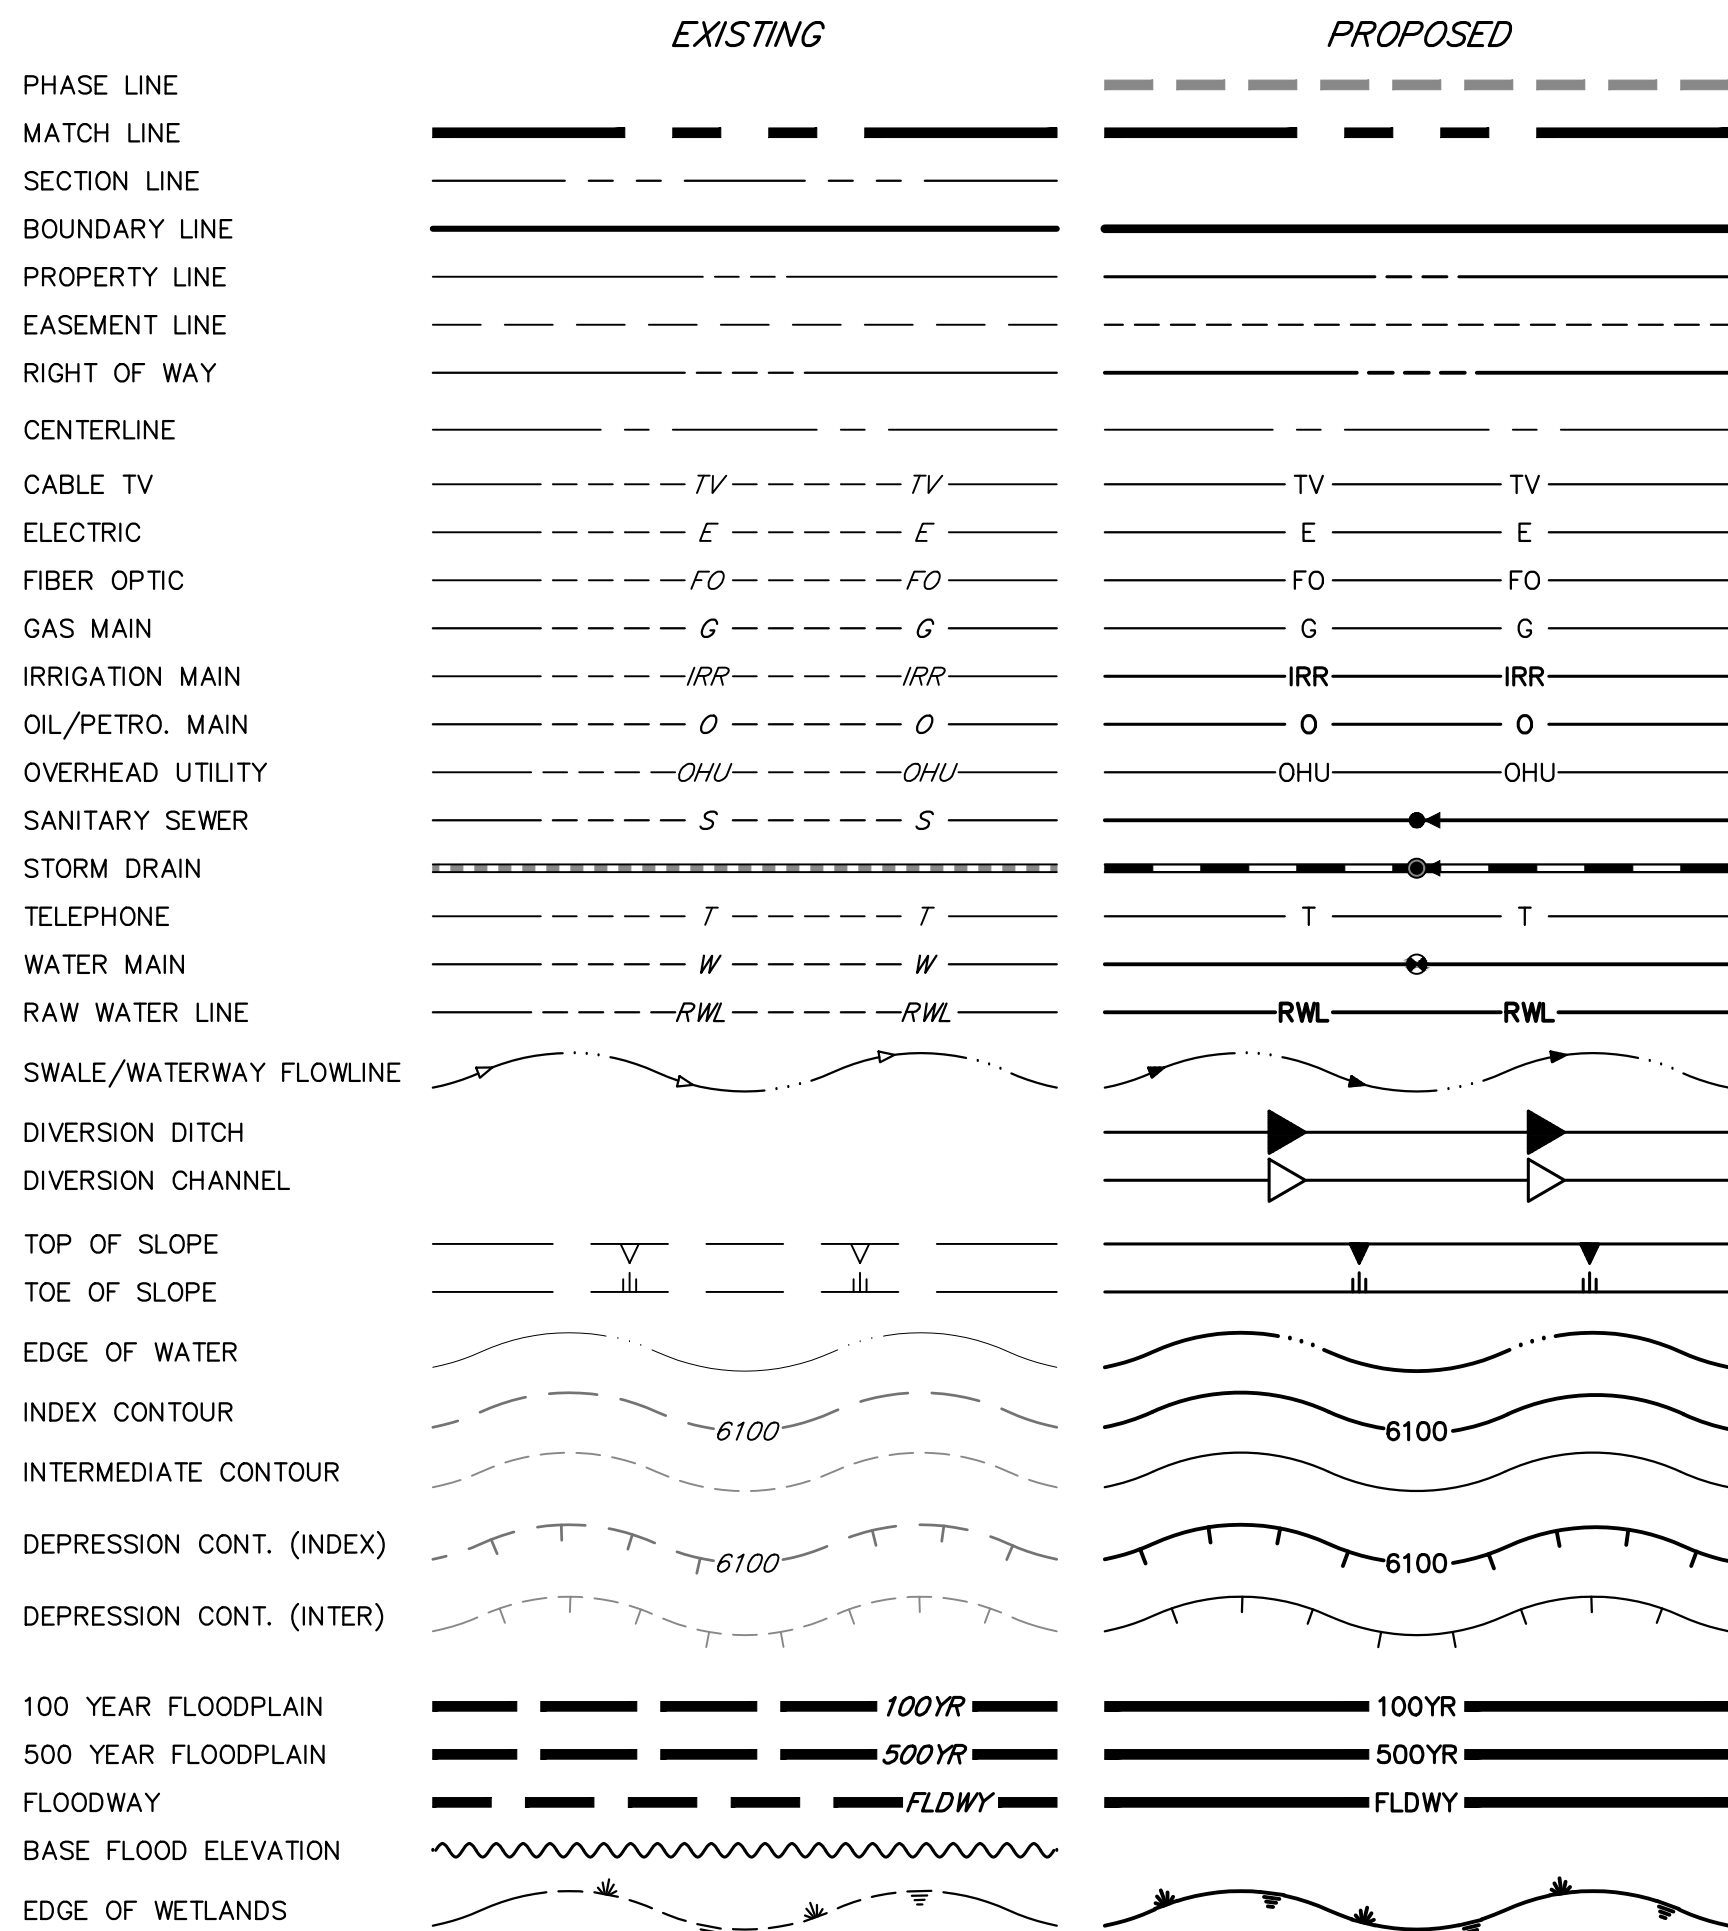 EXISTING PROPOSED
PHASE LINE
MATCH LINE
SECTION LINE
BOUNDARY LINE
PROPERTY LINE
EASEMENT LINE
RIGHT OF WAY
CENTERLINE
CABLE TV TV TV TV TV
ELECTRIC E E E E
FIBER OPTIC FO FO FO FO
GAS MAIN G G G G
IRRIGATION MAIN IRR IRR IRR IRR
OIL/PETRO. MAIN O O O O
OVERHEAD UTILITY OHU OHU OHU OHU
SANITARY SEWER S S
STORM DRAIN
TELEPHONE T T T T
WATER MAIN W W
RAW WATER LINE RWL RWL RWL RWL
SWALE/WATERWAY FLOWLINE
DIVERSION DITCH
DIVERSION CHANNEL
TOP OF SLOPE
TOE OF SLOPE
EDGE OF WATER
INDEX CONTOUR 6100 6100
INTERMEDIATE CONTOUR
DEPRESSION CONT. (INDEX) 6100 6100
DEPRESSION CONT. (INTER)
100 YEAR FLOODPLAIN 100YR 100YR
500 YEAR FLOODPLAIN 500YR 500YR
FLOODWAY FLDWY FLDWY
BASE FLOOD ELEVATION
EDGE OF WETLANDS